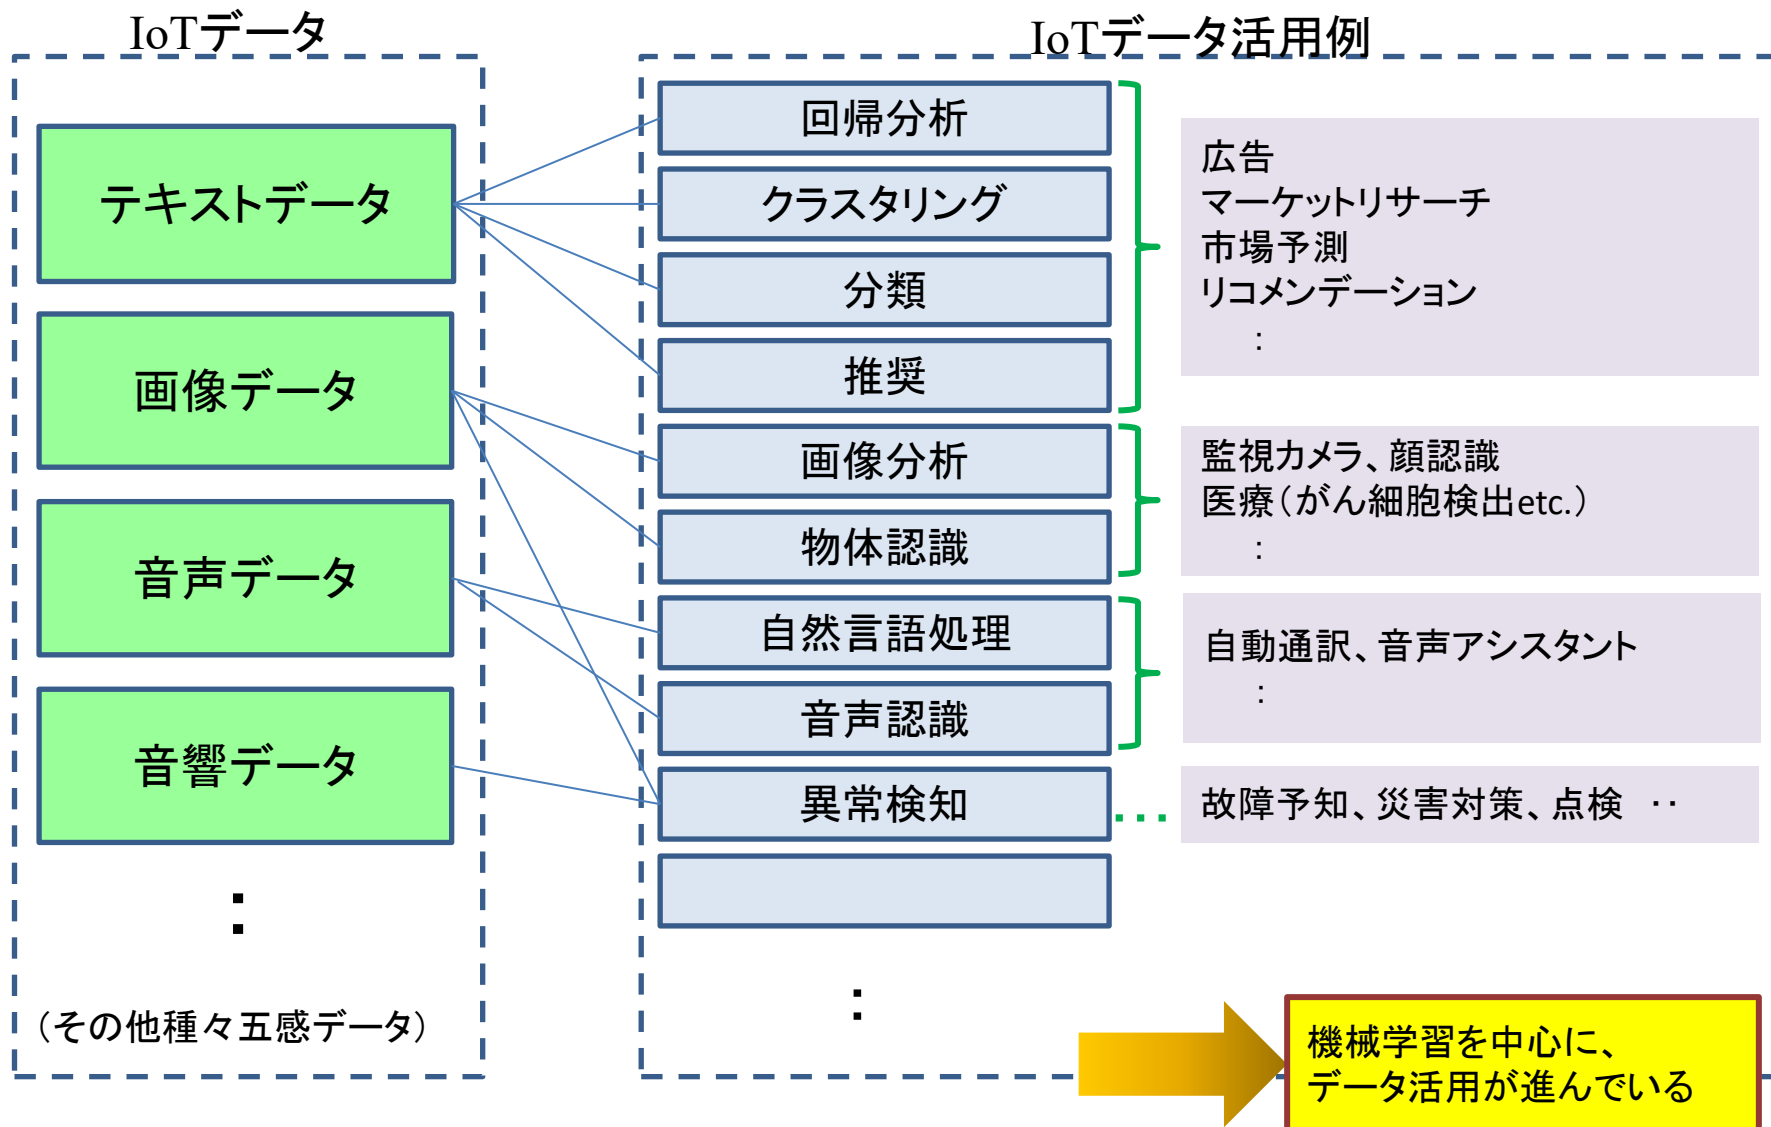 IoTデータ
テキストデータ
画像データ
音声データ
音響データ
：
（その他種々五感データ）
IoTデータ活用例
回帰分析
クラスタリング
分類
推奨
画像分析
物体認識
自然言語処理
音声認識
異常検知
：
広告
マーケットリサーチ
市場予測
リコメンデーション
：
監視カメラ、顔認識
医療（がん細胞検出etc.）
：
自動通訳、音声アシスタント
：
故障予知、災害対策、点検　‥
機械学習を中心に、
データ活用が進んでいる